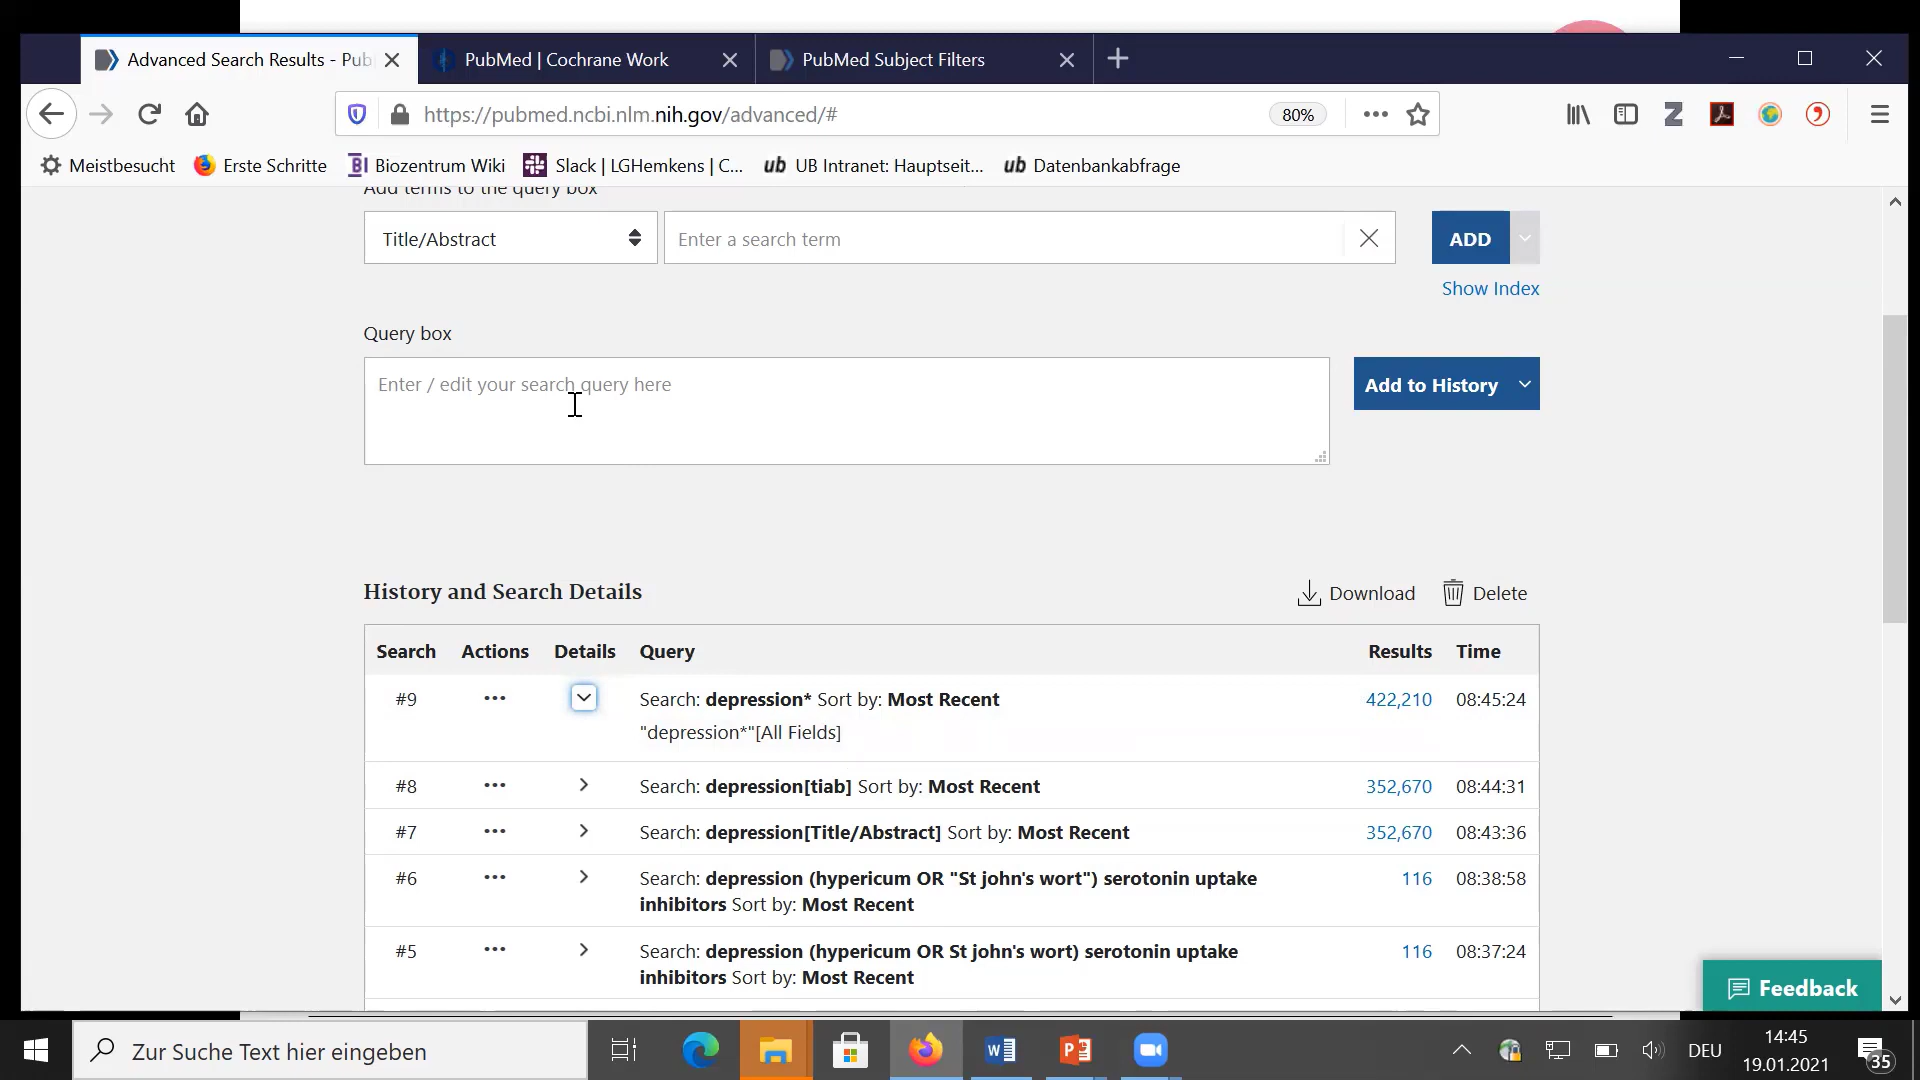 Advanced Search Results - Pub
PubMed | Cochrane Work
PubMed Subject Filters
https://pubmed.ncbi.nlm.nih.gov/advanced/#
80%
Meistbesucht
Erste Schritte
Biozentrum Wiki
Slack | LGHemkens | C...
ub UB Intranet: Hauptseit...
ub Datenbankabfrage
Add terms to the query box
Title/Abstract
Enter a search term
ADD
Show Index
Query box
Enter / edit your search query here
Add to History
History and Search Details
Download
Delete
Search Actions Details Query Results Time
#9 ... Search: depression* Sort by: Most Recent 422,210 08:45:24
"depression*"[All Fields]
#8 ... Search: depression[tiab] Sort by: Most Recent 352,670 08:44:31
#7 ... Search: depression[Title/Abstract] Sort by: Most Recent 352,670 08:43:36
#6 ... Search: depression (hypericum OR "St john's wort") serotonin uptake 116 08:38:58
inhibitors Sort by: Most Recent
#5 ... Search: depression (hypericum OR St john's wort) serotonin uptake 116 08:37:24
inhibitors Sort by: Most Recent
Feedback
Zur Suche Text hier eingeben
DEU
14:45
19.01.2021
35